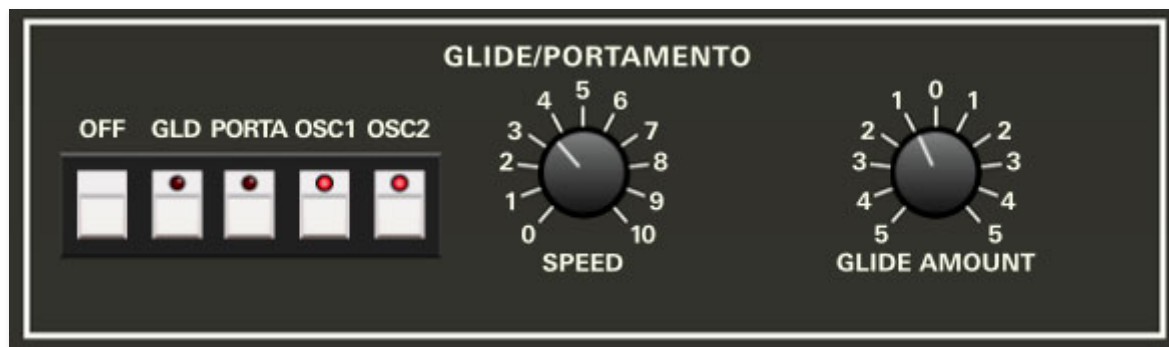 GLIDE/PORTAMENTO
OFF GLD PORTA OSC1 OSC2
0 1 2 3 4 5 6 7 8 9 10
SPEED
5 4 3 2 1 0 1 2 3 4 5
GLIDE AMOUNT